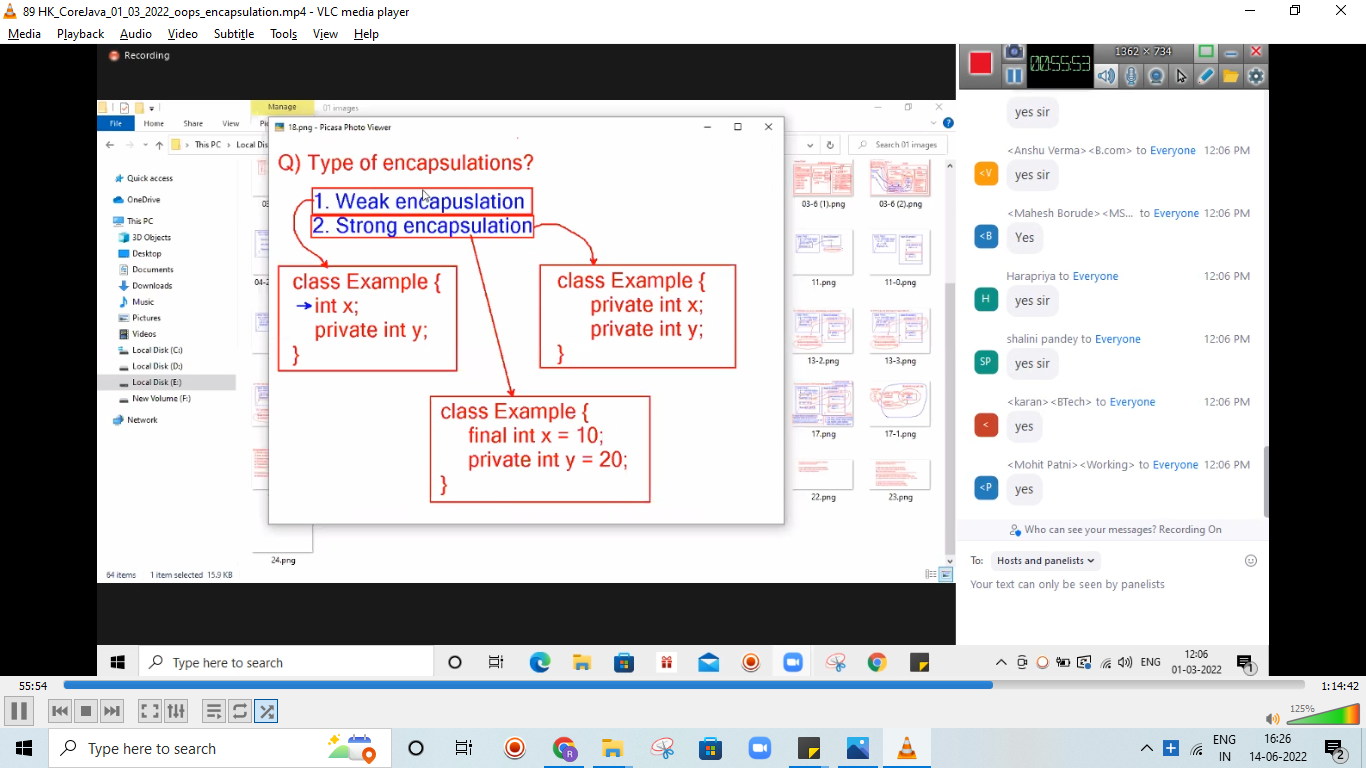 89 HK_CoreJava_01_03_2022_oops_encapsulation.mp4 - VLC media player
Media Playback Audio Video Subtitle Tools View Help
Recording
Manage
01 images
File Home Share View
This PC
Search 01 images
Quick access
OneDrive
This PC
3D Objects
Desktop
Documents
Downloads
Music
Pictures
Videos
Local Disk (C:)
Local Disk (D:)
Local Disk (E:)
New Volume (F:)
Network
64 items 1 item selected 15.9 KB
18.png - Picasa Photo Viewer
Q) Type of encapsulations?
1. Weak encapuslation
2. Strong encapsulation
class Example {
int x;
private int y;
}
class Example {
private int x;
private int y;
}
class Example {
final int x = 10;
private int y = 20;
}
24.png
03-6 (1).png 03-6 (2).png
11.png 11-0.png
13-2.png 13-3.png
17.png 17-1.png
22.png 23.png
1362 × 734
00:55:53
yes sir
<Anshu Verma><B.com> to Everyone 12:06 PM
<V
yes sir
<Mahesh Borude><MS... to Everyone 12:06 PM
<B
Yes
Harapriya to Everyone 12:06 PM
H
yes sir
shalini pandey to Everyone 12:06 PM
SP
yes sir
<karan><BTech> to Everyone 12:06 PM
<
yes
<Mohit Patni><Working> to Everyone 12:06 PM
<P
yes
Who can see your messages? Recording On
To: Hosts and panelists
Your text can only be seen by panelists
Type here to search
ENG
12:06
01-03-2022
1
55:54
1:14:42
125%
Type here to search
R
ENG
IN
16:26
14-06-2022
2